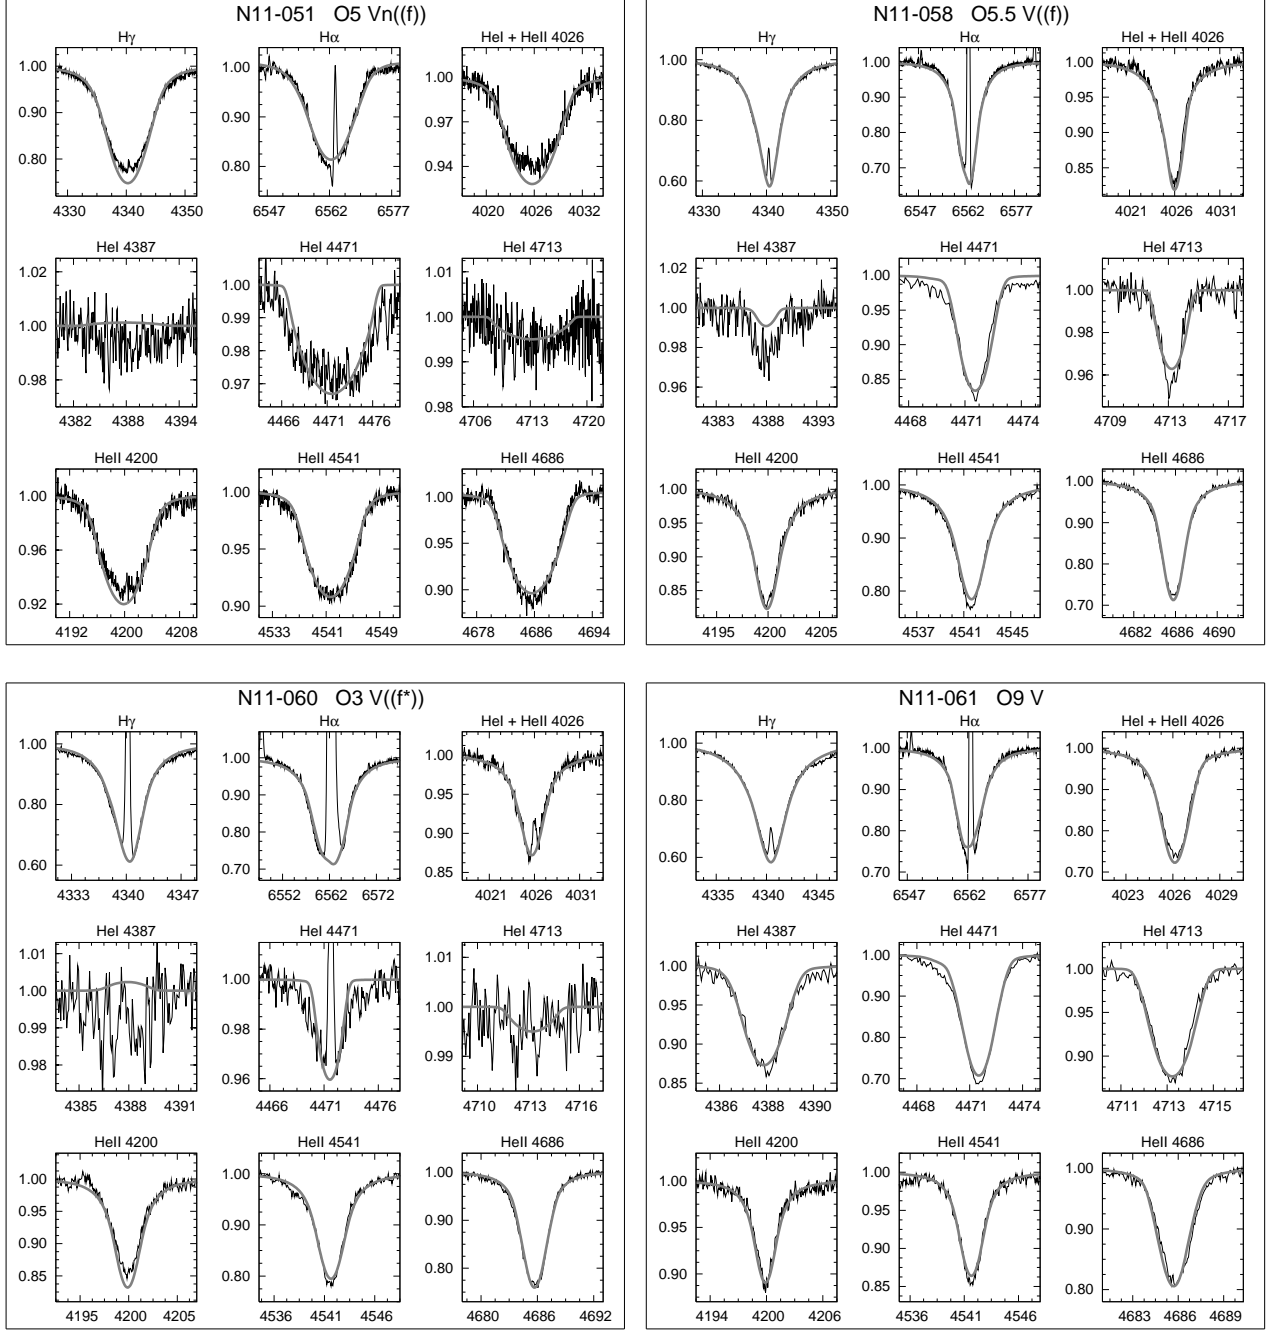 N11-051 O5 Vn((f))
Hγ
Hα
HeI + HeII 4026
1.00
0.90
0.80
4330 4340 4350
1.00
0.90
0.80
6547 6562 6577
1.00
0.97
0.94
4020 4026 4032
HeI 4387
HeI 4471
HeI 4713
1.02
1.00
0.98
4382 4388 4394
1.00
0.99
0.98
0.97
4466 4471 4476
1.01
1.00
0.99
0.98
4706 4713 4720
HeII 4200
HeII 4541
HeII 4686
1.00
0.96
0.92
4192 4200 4208
1.00
0.95
0.90
4533 4541 4549
1.00
0.95
0.90
4678 4686 4694
N11-058 O5.5 V((f))
Hγ
Hα
HeI + HeII 4026
1.00
0.80
0.60
4330 4340 4350
1.00
0.90
0.80
0.70
6547 6562 6577
1.00
0.95
0.90
0.85
4021 4026 4031
HeI 4387
HeI 4471
HeI 4713
1.02
1.00
0.98
0.96
4383 4388 4393
1.00
0.95
0.90
0.85
4468 4471 4474
1.00
0.98
0.96
4709 4713 4717
HeII 4200
HeII 4541
HeII 4686
1.00
0.95
0.90
0.85
4195 4200 4205
1.00
0.90
0.80
4537 4541 4545
1.00
0.90
0.80
0.70
4682 4686 4690
N11-060 O3 V((f*))
Hγ
Hα
HeI + HeII 4026
1.00
0.80
0.60
4333 4340 4347
1.00
0.90
0.80
0.70
6552 6562 6572
1.00
0.95
0.90
0.85
4021 4026 4031
HeI 4387
HeI 4471
HeI 4713
1.01
1.00
0.99
0.98
4385 4388 4391
1.00
0.98
0.96
4466 4471 4476
1.01
1.00
0.99
4710 4713 4716
HeII 4200
HeII 4541
HeII 4686
1.00
0.95
0.90
0.85
4195 4200 4205
1.00
0.90
0.80
4536 4541 4546
1.00
0.90
0.80
4680 4686 4692
N11-061 O9 V
Hγ
Hα
HeI + HeII 4026
1.00
0.80
0.60
4335 4340 4345
1.00
0.90
0.80
0.70
6547 6562 6577
1.00
0.90
0.80
0.70
4023 4026 4029
HeI 4387
HeI 4471
HeI 4713
1.00
0.95
0.90
0.85
4386 4388 4390
1.00
0.90
0.80
0.70
4468 4471 4474
1.00
0.95
0.90
4711 4713 4715
HeII 4200
HeII 4541
HeII 4686
1.00
0.95
0.90
4194 4200 4206
1.00
0.95
0.90
0.85
4536 4541 4546
1.00
0.90
0.80
4683 4686 4689